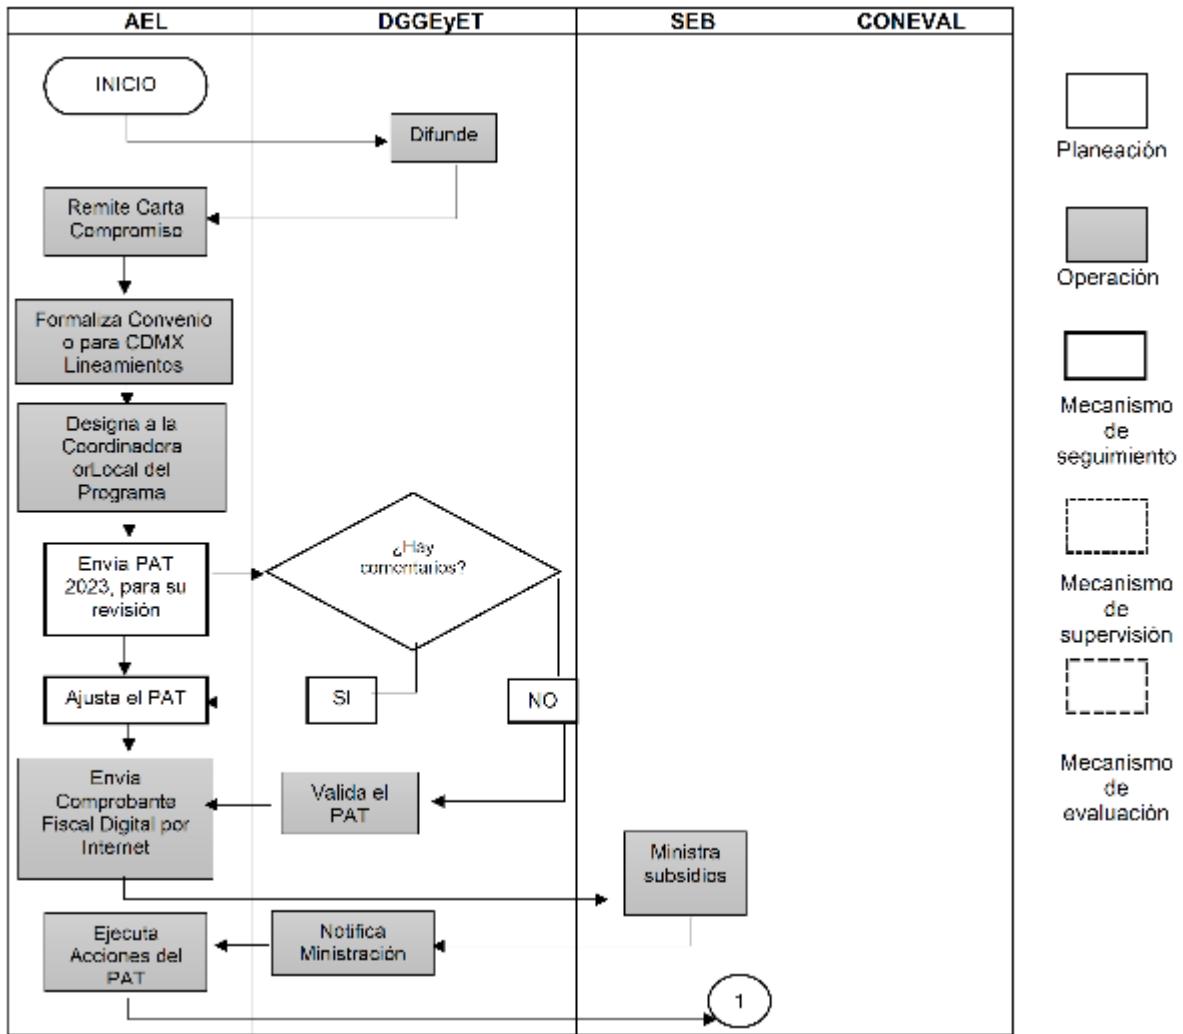 AEL DGGEyET SEB CONEVAL
INICIO
Difunde
Remite Carta
Compromiso
Formaliza Convenio
o para CDMX
Lineamientos
Designa a la
Coordinadora
orLocal del
Programa
Envia PAT
2023, para su
revisión
¿Hay
comentarios?
Ajusta el PAT
SI
NO
Envia
Comprobante
Fiscal Digital por
Internet
Valida el
PAT
Ministra
subsidios
Ejecuta
Acciones del
PAT
Notifica
Ministración
1
Planeación
Operación
Mecanismo
de
seguimiento
Mecanismo
de
supervisión
Mecanismo
de
evaluación